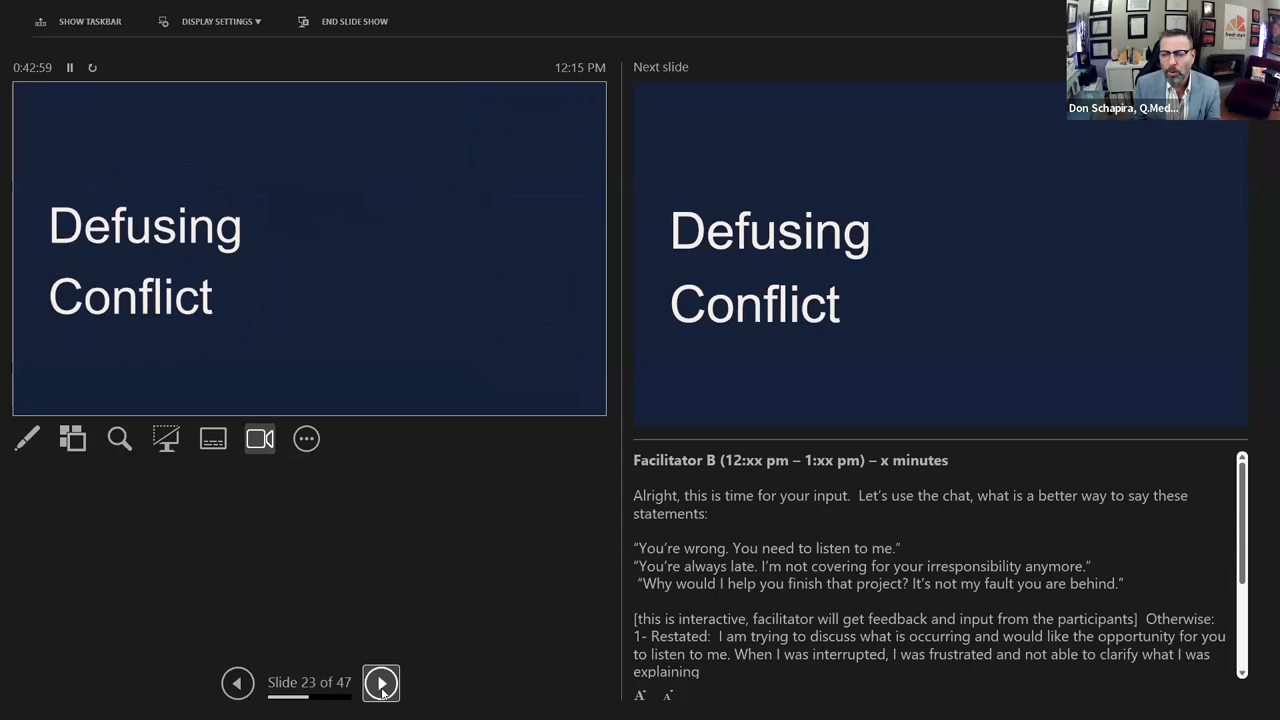 SHOW TASKBAR
DISPLAY SETTINGS ▼
END SLIDE SHOW
0:42:59
12:15 PM
Defusing
Conflict
Slide 23 of 47
Next slide
Defusing
Conflict
fresh start
Don Schapira, Q.Med...
Facilitator B (12:xx pm – 1:xx pm) – x minutes
Alright, this is time for your input.  Let’s use the chat, what is a better way to say these
statements:
“You’re wrong. You need to listen to me.”
“You’re always late. I’m not covering for your irresponsibility anymore.”
“Why would I help you finish that project? It’s not my fault you are behind.”
[this is interactive, facilitator will get feedback and input from the participants]  Otherwise:
1- Restated:  I am trying to discuss what is occurring and would like the opportunity for you
to listen to me. When I was interrupted, I was frustrated and not able to clarify what I was
explaining
A A